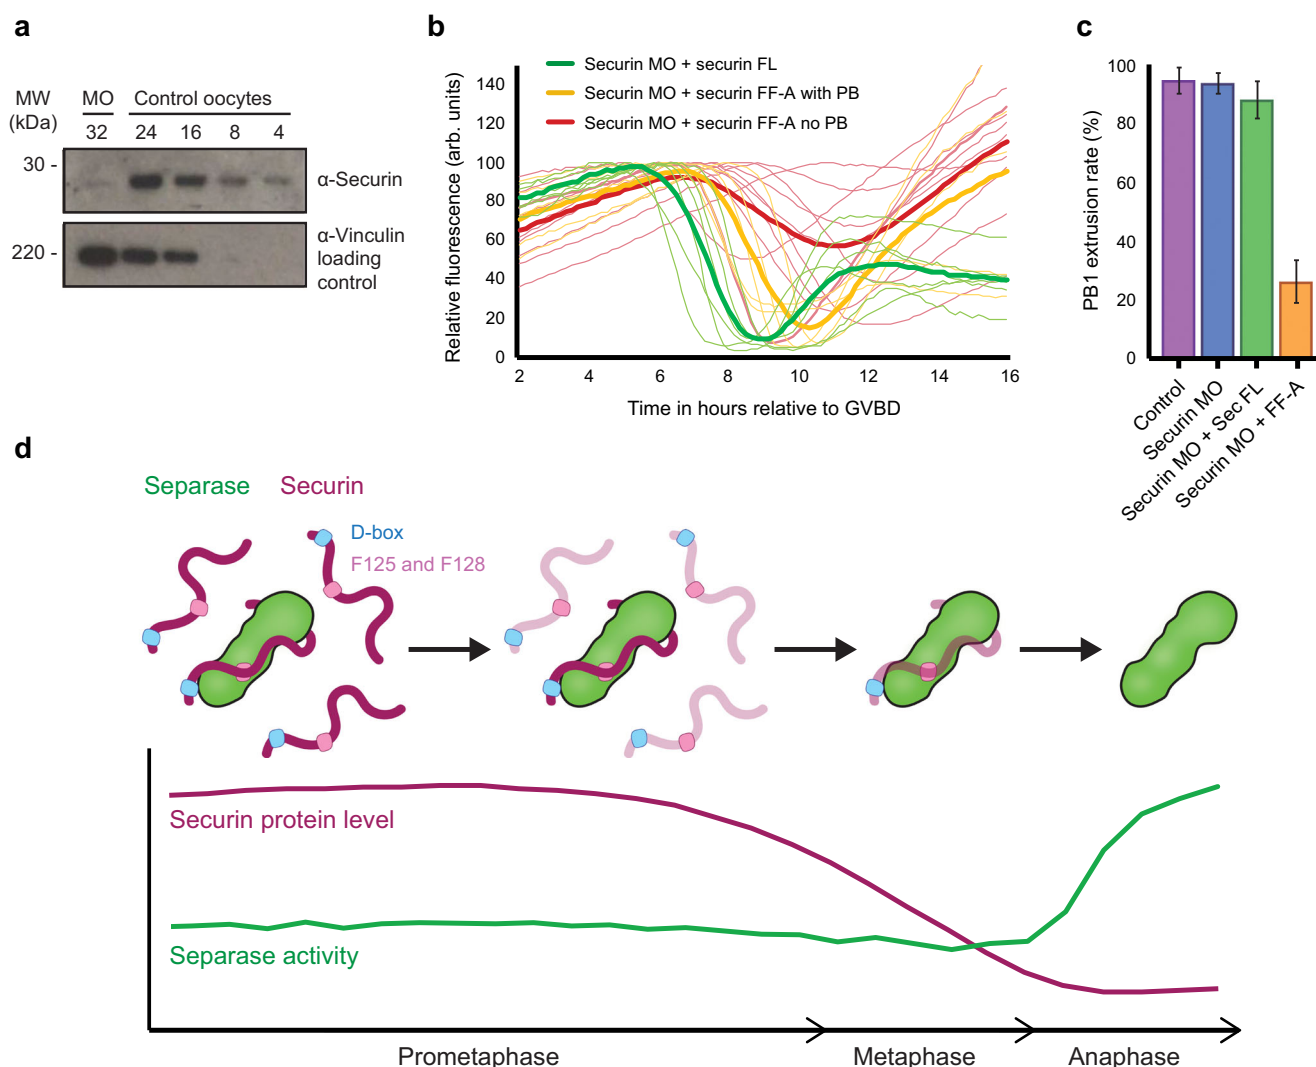 a
MW
(kDa)
MO
Control oocytes
32
24
16
8
4
30 -
α-Securin
220 -
α-Vinculin
loading
control
b
Securin MO + securin FL
Securin MO + securin FF-A with PB
Securin MO + securin FF-A no PB
Relative fluorescence (arb. units)
140
120
100
80
60
40
20
0
2
4
6
8
10
12
14
16
Time in hours relative to GVBD
c
PB1 extrusion rate (%)
100
80
60
40
20
0
Control
Securin MO
Securin MO + Sec FL
Securin MO + FF-A
d
Separase
Securin
D-box
F125 and F128
Securin protein level
Separase activity
Prometaphase
Metaphase
Anaphase